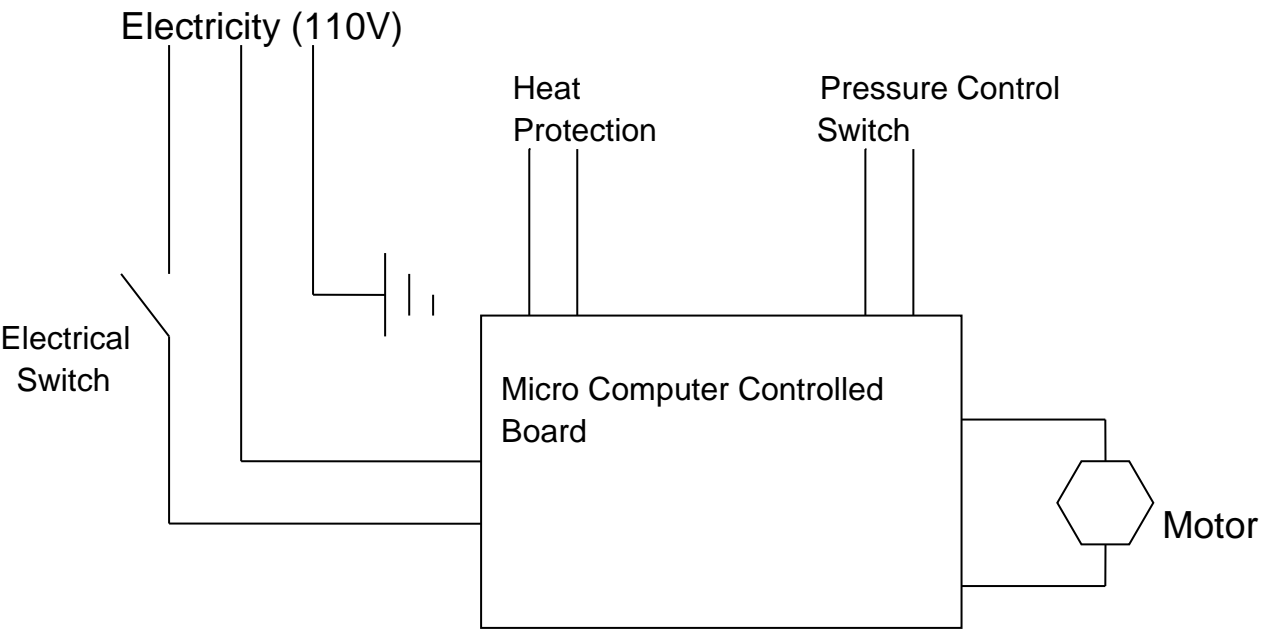 Electricity (110V)
Heat
Protection
Pressure Control
Switch
Electrical
Switch
Micro Computer Controlled
Board
Motor